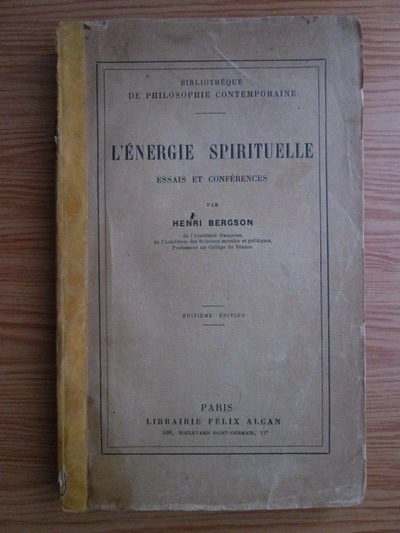 BIBLIOTHÈQUE
DE PHILOSOPHIE CONTEMPORAINE
L'ÉNERGIE SPIRITUELLE
ESSAIS ET CONFÉRENCES
PAR
HENRI BERGSON
de l'Académie française,
de l'Académie des Sciences morales et politiques,
Professeur au Collège de France
HUITIÈME ÉDITION
PARIS
LIBRAIRIE FÉLIX ALCAN
108, BOULEVARD SAINT-GERMAIN, VIᵉ